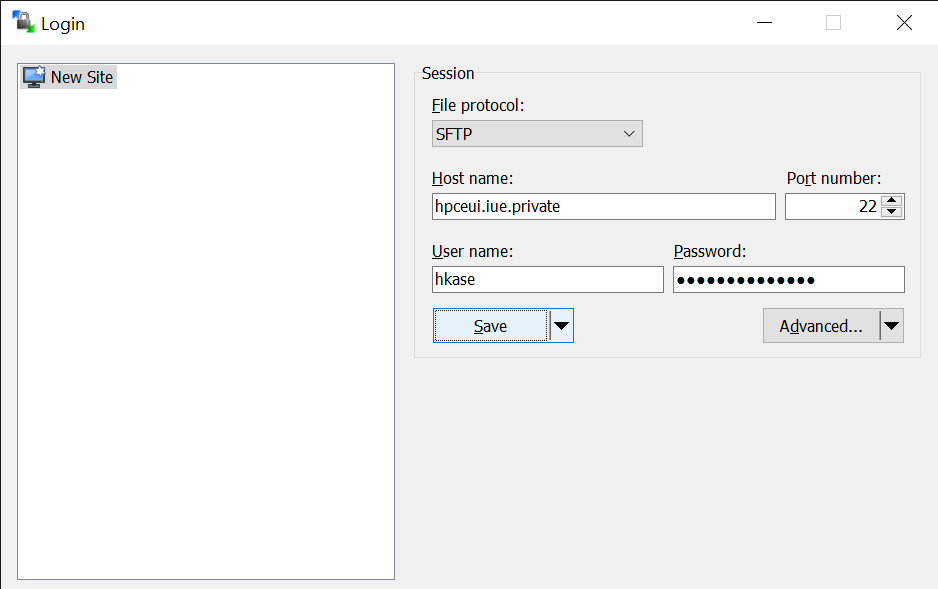 Login
New Site
Session
File protocol:
SFTP
Host name:
Port number:
hpceui.iue.private
22
User name:
Password:
hkase
●●●●●●●●●●●●●●
Save
Advanced...